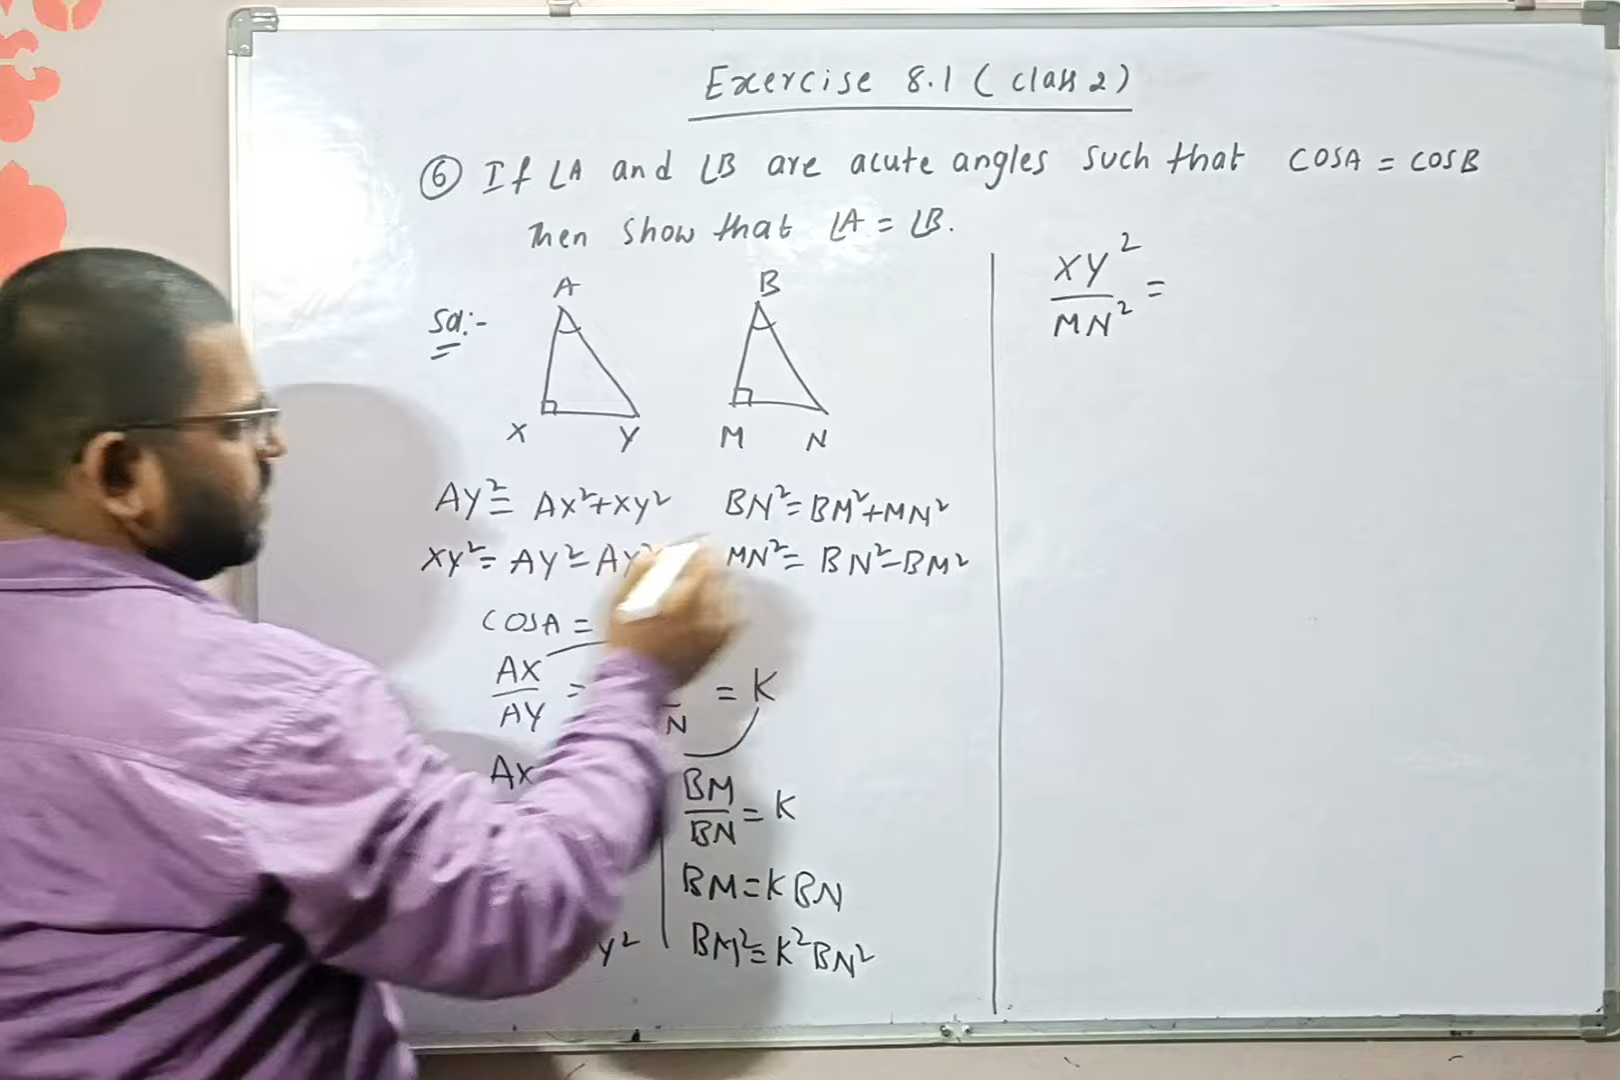 Exercise 8.1 (class 2)
⑥ If ∠A and ∠B are acute angles such that COSA = COSB
Then show that ∠A = ∠B.
Sol:-
A
X Y
B
M N
AY² = AX²+XY²
BN² = BM²+MN²
XY² = AY² - 
MN² = BN² - BM²
COSA =
AX/AY =
N = K
AX
BM/BN = K
BM = K BN
Y²
BM² = K² BN²
XY²/MN² =